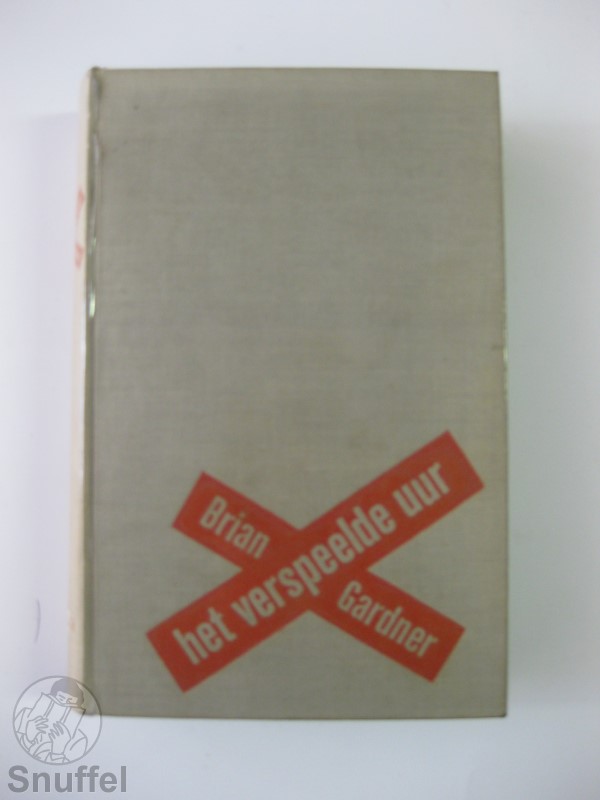 Brian
Gardner
het verspeelde uur
Snuffel